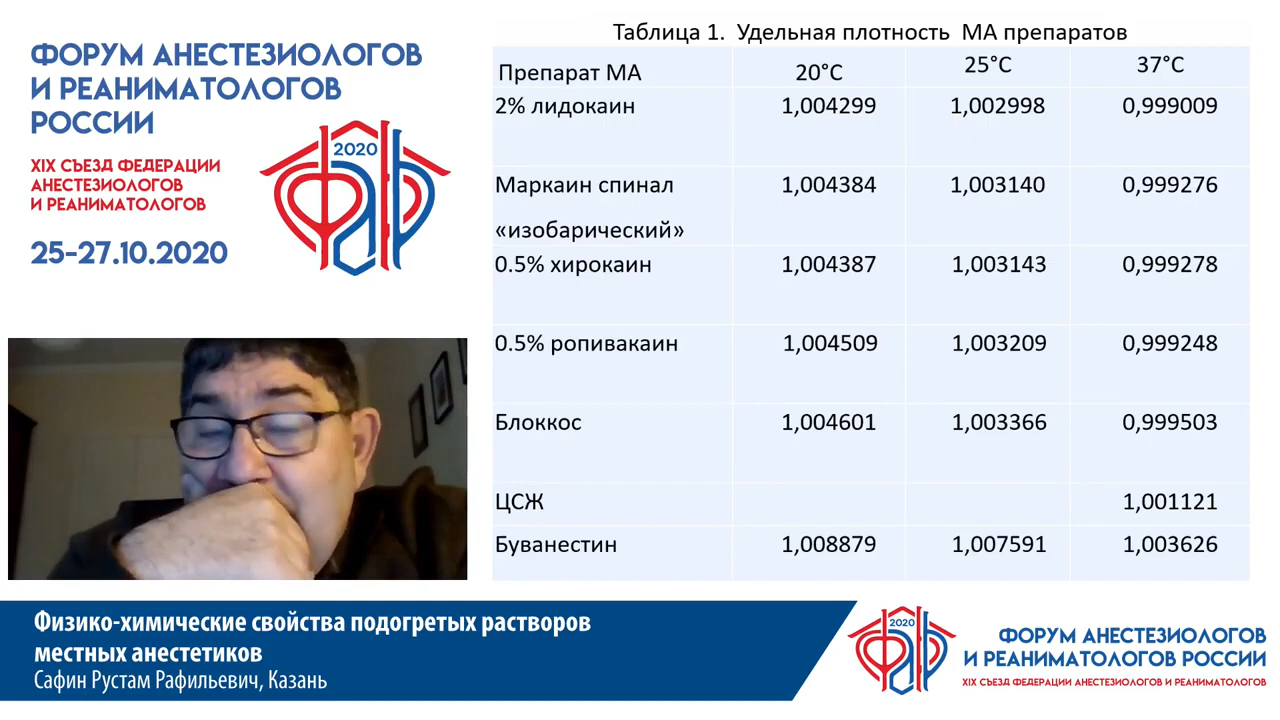 ФОРУМ АНЕСТЕЗИОЛОГОВ
И РЕАНИМАТОЛОГОВ
РОССИИ
XIX СЪЕЗД ФЕДЕРАЦИИ
АНЕСТЕЗИОЛОГОВ
И РЕАНИМАТОЛОГОВ
25-27.10.2020
2020
Таблица 1. Удельная плотность МА препаратов
Препарат МА 20°C 25°C 37°C
2% лидокаин 1,004299 1,002998 0,999009
Маркаин спинал 1,004384 1,003140 0,999276
«изобарический»
0.5% хирокаин 1,004387 1,003143 0,999278
0.5% ропивакаин 1,004509 1,003209 0,999248
Блоккос 1,004601 1,003366 0,999503
ЦСЖ 1,001121
Буванестин 1,008879 1,007591 1,003626
Физико-химические свойства подогретых растворов
местных анестетиков
Сафин Рустам Рафильевич, Казань
2020
ФОРУМ АНЕСТЕЗИОЛОГОВ
И РЕАНИМАТОЛОГОВ РОССИИ
XIX СЪЕЗД ФЕДЕРАЦИИ АНЕСТЕЗИОЛОГОВ И РЕАНИМАТОЛОГОВ